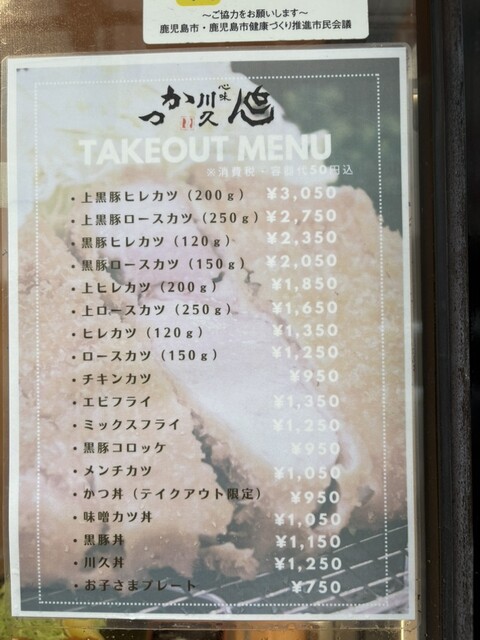 ～ご協力をお願いします～
鹿児島市・鹿児島市健康づくり推進市民会議
心味
かつ 川久
TAKEOUT MENU
※消費税・容器代50円込
・上黒豚ヒレカツ（200g） ¥3,050
・上黒豚ロースカツ（250g） ¥2,750
・黒豚ヒレカツ（120g） ¥2,350
・黒豚ロースカツ（150g） ¥2,050
・上ヒレカツ（200g） ¥1,850
・上ロースカツ（250g） ¥1,650
・ヒレカツ（120g） ¥1,350
・ロースカツ（150g） ¥1,250
・チキンカツ ¥950
・エビフライ ¥1,350
・ミックスフライ ¥1,250
・黒豚コロッケ ¥950
・メンチカツ ¥1,050
・かつ丼（テイクアウト限定） ¥950
・味噌カツ丼 ¥1,050
・黒豚丼 ¥1,150
・川久丼 ¥1,250
・お子さまプレート ¥750